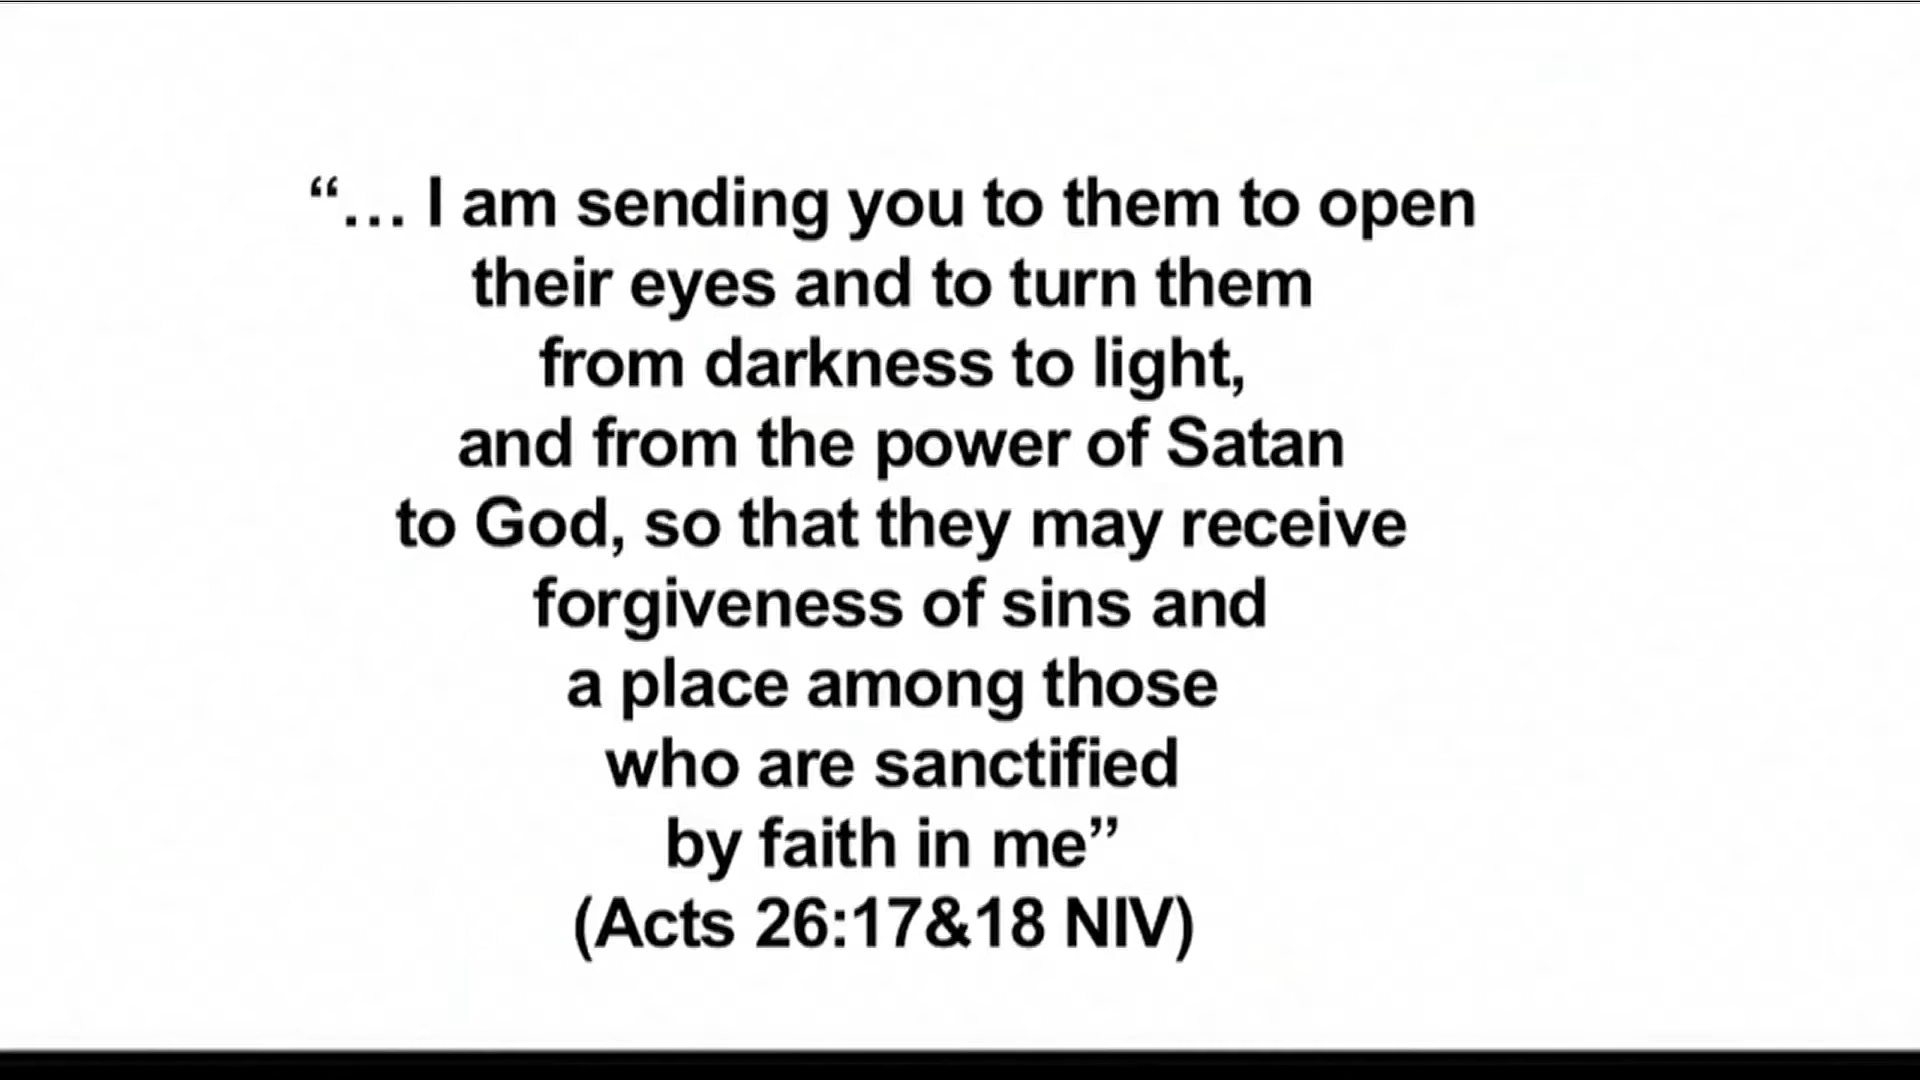 “… I am sending you to them to open
their eyes and to turn them
from darkness to light,
and from the power of Satan
to God, so that they may receive
forgiveness of sins and
a place among those
who are sanctified
by faith in me”
(Acts 26:17&18 NIV)